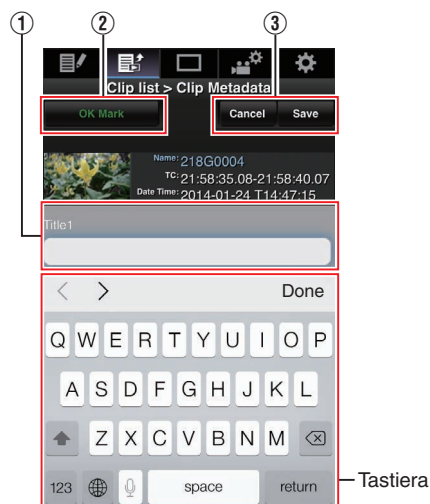 ① ② ③
Clip list > Clip Metadata
OK Mark Cancel Save
Name: 218G0004
TC: 21:58:35.08-21:58:40.07
Date Time: 2014-01-24 T14:47:15
Title1
Done
Q W E R T Y U I O P
A S D F G H J K L
Z X C V B N M
123 space return
Tastiera